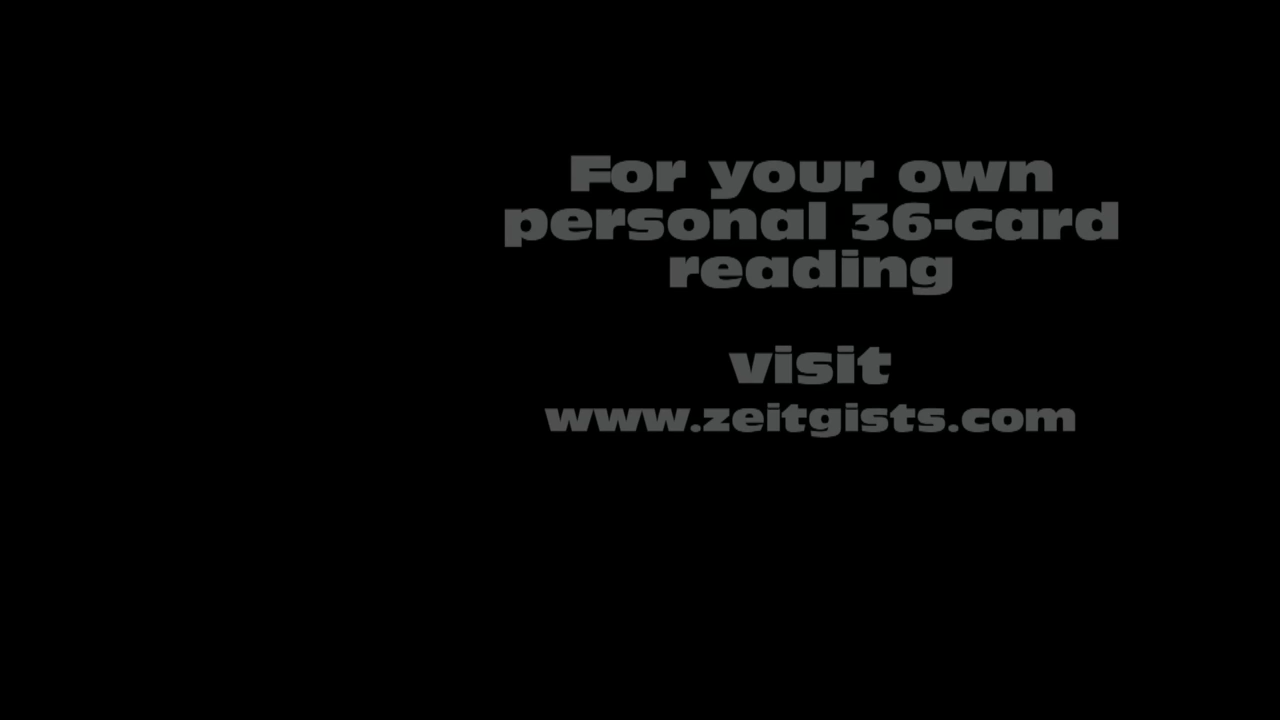 For your own
personal 36-card
reading
visit
www.zeitgists.com